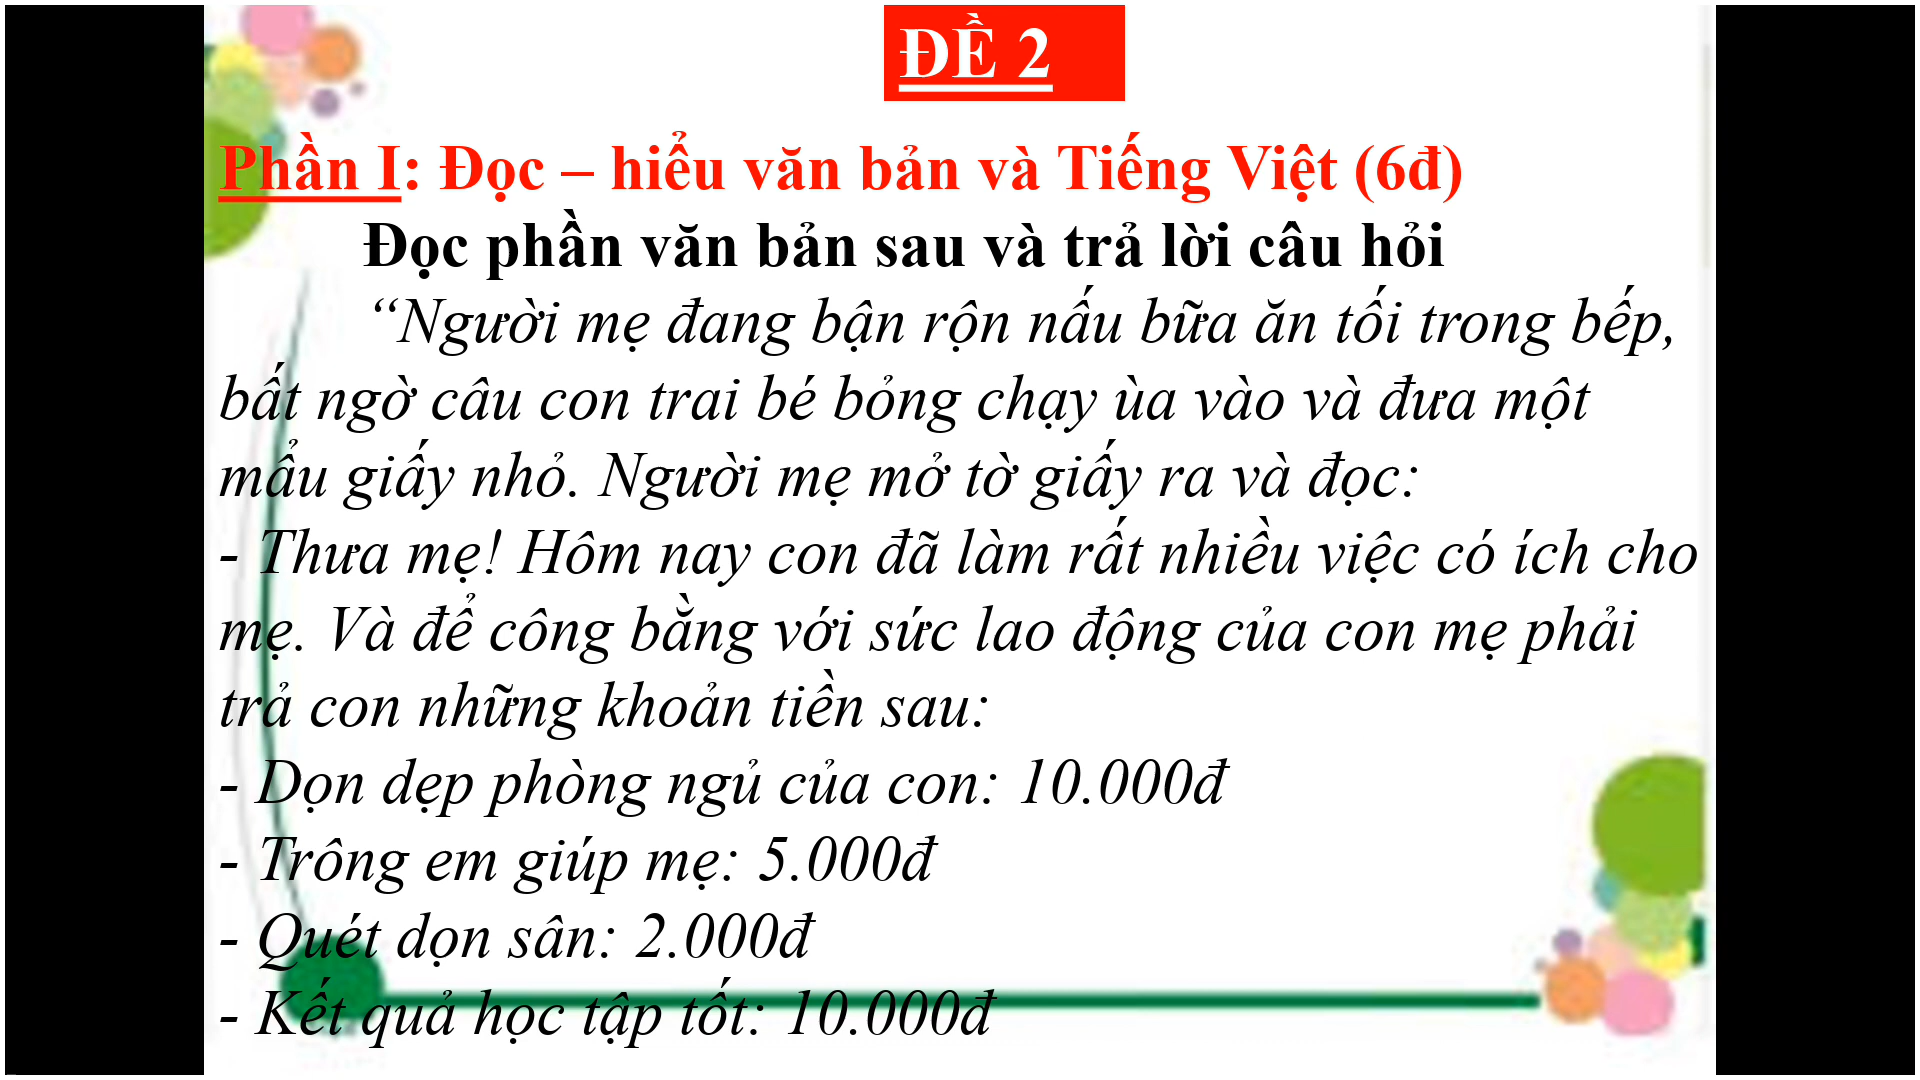 ĐỀ 2
Phần I: Đọc – hiểu văn bản và Tiếng Việt (6đ)
Đọc phần văn bản sau và trả lời câu hỏi
“Người mẹ đang bận rộn nấu bữa ăn tối trong bếp,
bất ngờ câu con trai bé bỏng chạy ùa vào và đưa một
mẩu giấy nhỏ. Người mẹ mở tờ giấy ra và đọc:
- Thưa mẹ! Hôm nay con đã làm rất nhiều việc có ích cho
mẹ. Và để công bằng với sức lao động của con mẹ phải
trả con những khoản tiền sau:
- Dọn dẹp phòng ngủ của con: 10.000đ
- Trông em giúp mẹ: 5.000đ
- Quét dọn sân: 2.000đ
- Kết quả học tập tốt: 10.000đ